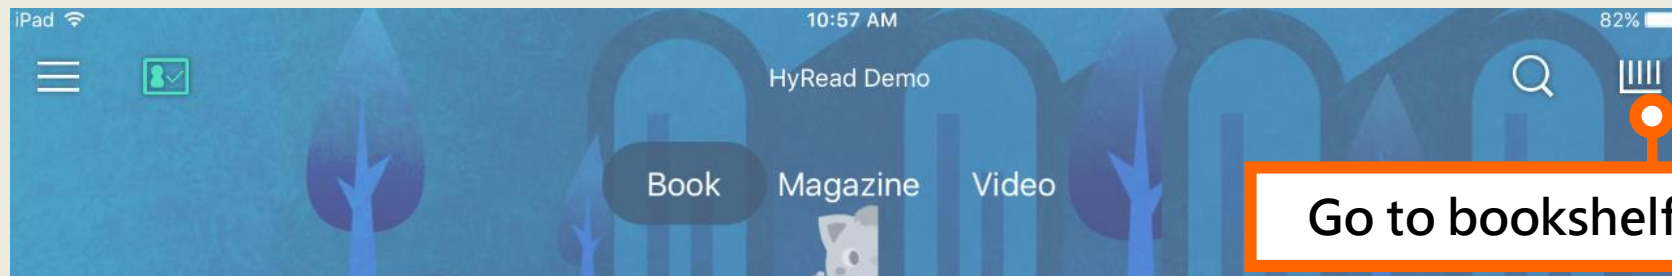 iPad 10:57 AM 82%
HyRead Demo
Book Magazine Video
Go to bookshelf